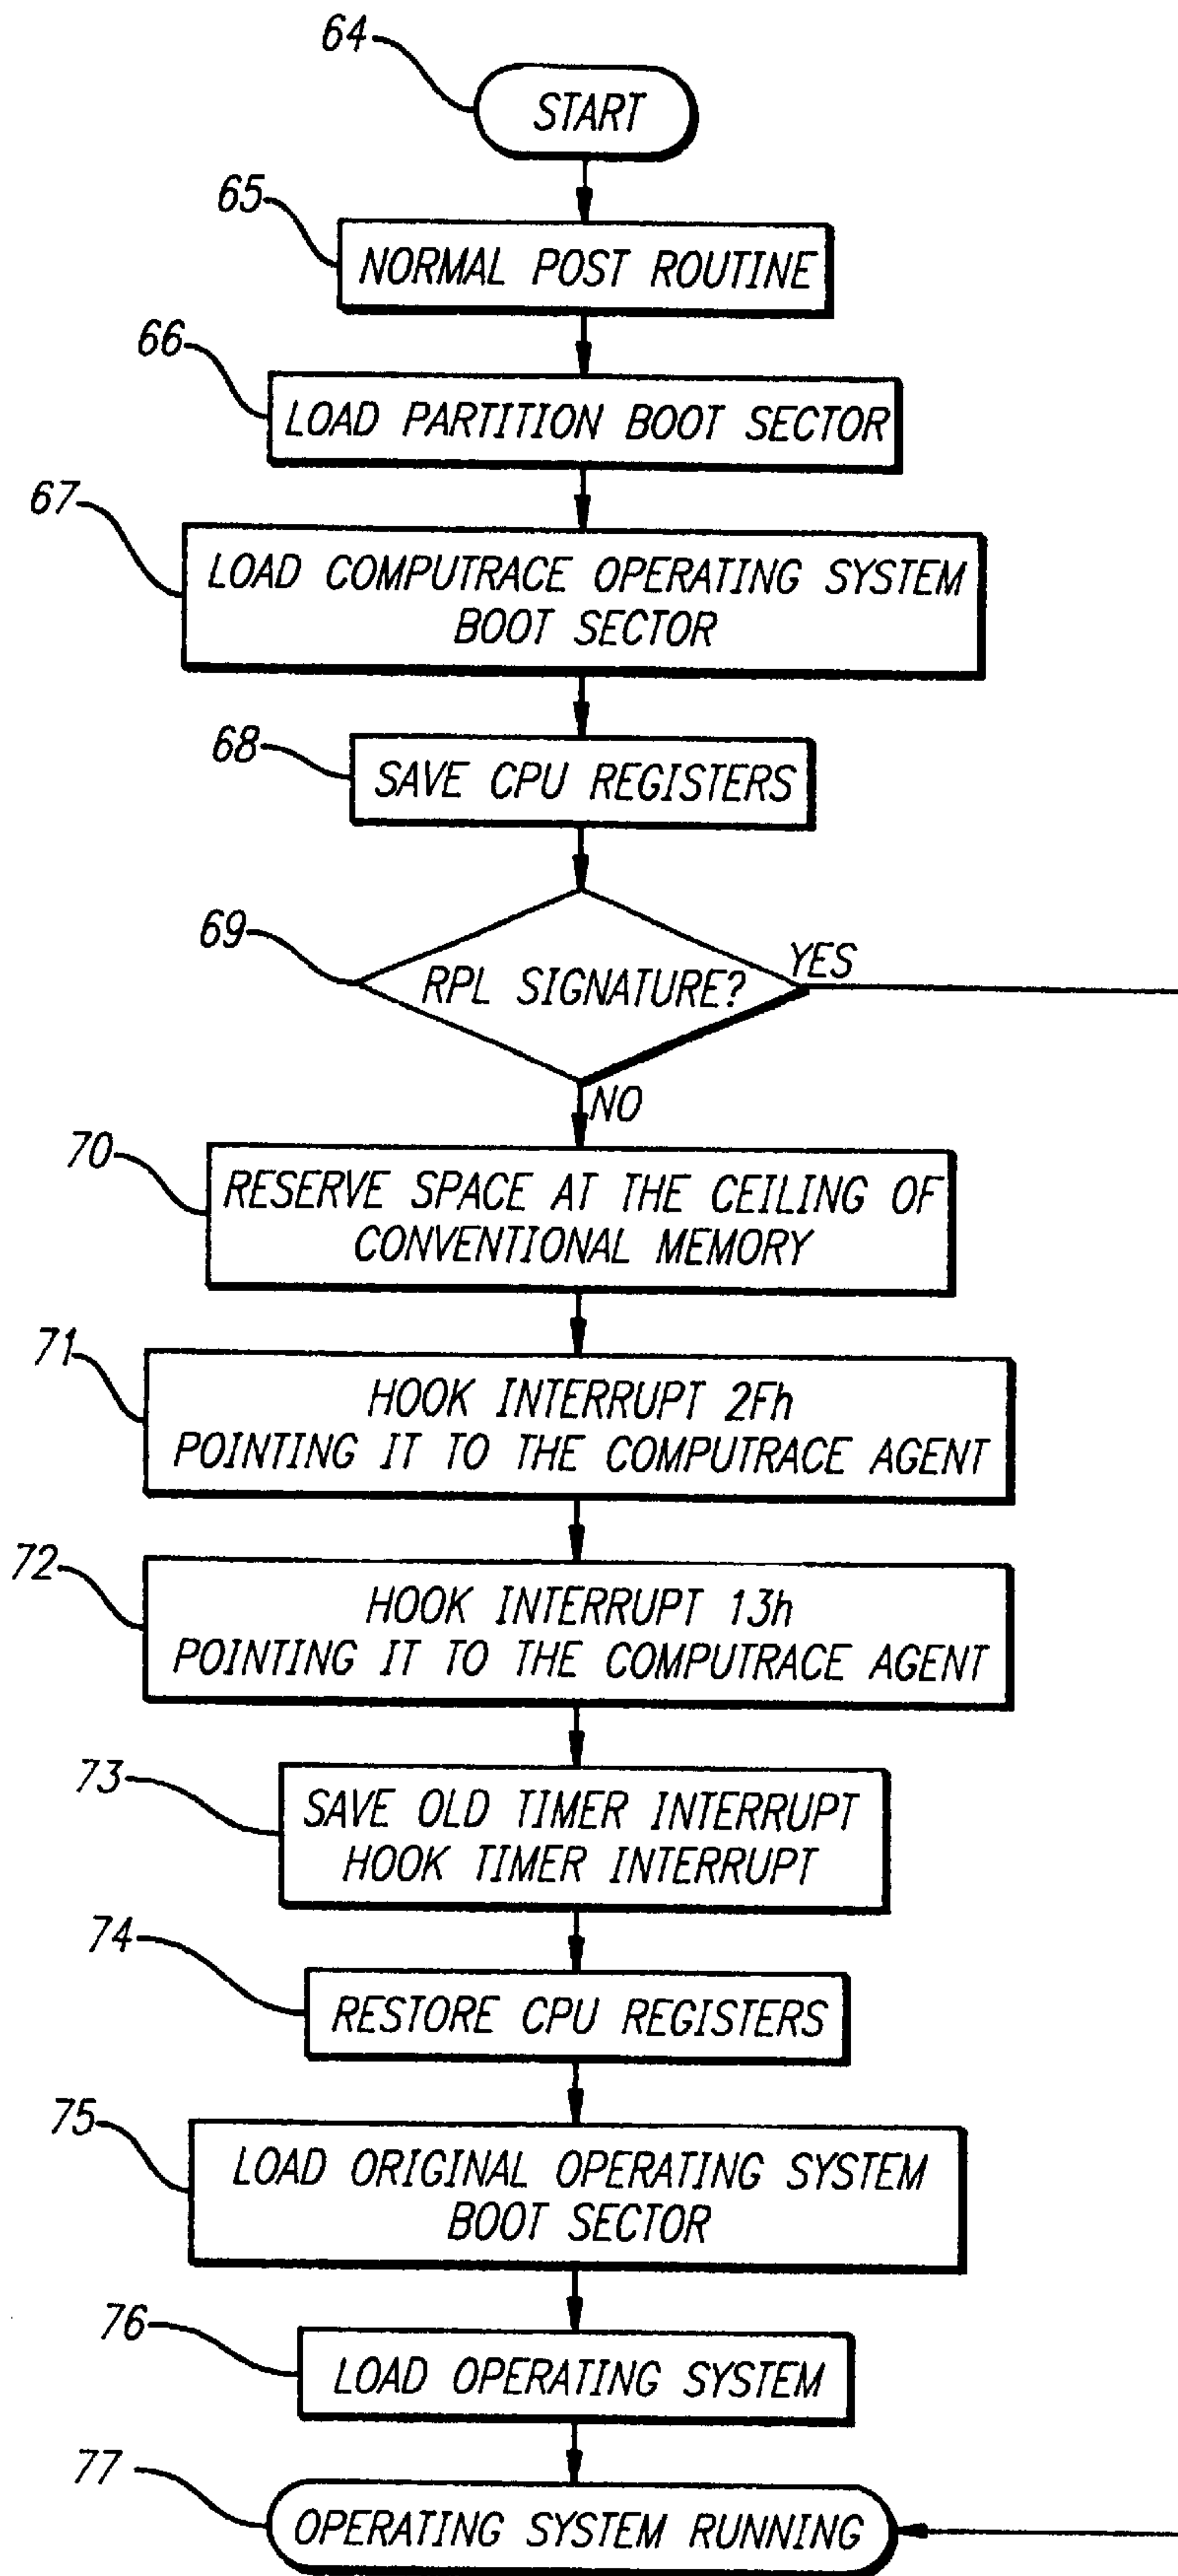 64
START
65
NORMAL POST ROUTINE
66
LOAD PARTITION BOOT SECTOR
67
LOAD COMPUTRACE OPERATING SYSTEM
BOOT SECTOR
68
SAVE CPU REGISTERS
69
RPL SIGNATURE?
YES
NO
70
RESERVE SPACE AT THE CEILING OF
CONVENTIONAL MEMORY
71
HOOK INTERRUPT 2Fh
POINTING IT TO THE COMPUTRACE AGENT
72
HOOK INTERRUPT 13h
POINTING IT TO THE COMPUTRACE AGENT
73
SAVE OLD TIMER INTERRUPT
HOOK TIMER INTERRUPT
74
RESTORE CPU REGISTERS
75
LOAD ORIGINAL OPERATING SYSTEM
BOOT SECTOR
76
LOAD OPERATING SYSTEM
77
OPERATING SYSTEM RUNNING